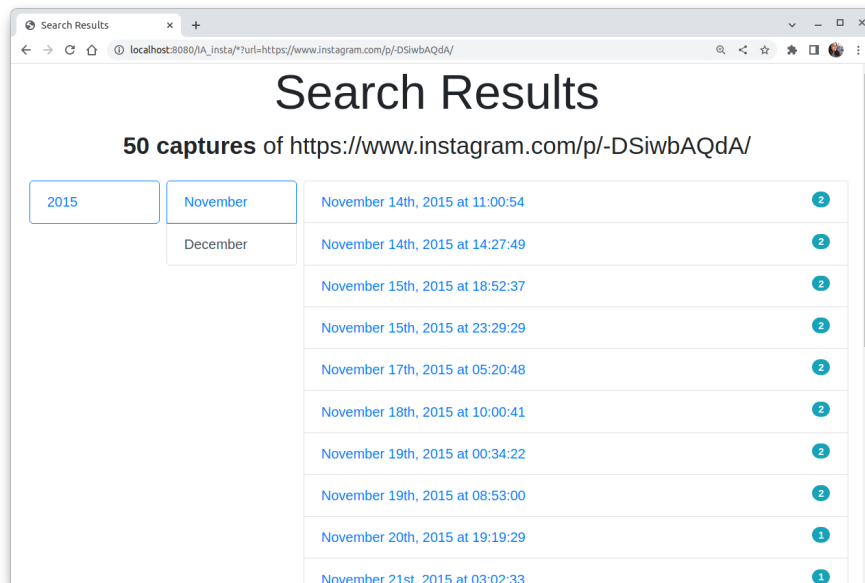 Search Results
localhost:8080/IA_insta/*?url=https://www.instagram.com/p/-DSiwbAQdA/
Search Results
50 captures of https://www.instagram.com/p/-DSiwbAQdA/
2015
November
December
November 14th, 2015 at 11:00:54 2
November 14th, 2015 at 14:27:49 2
November 15th, 2015 at 18:52:37 2
November 15th, 2015 at 23:29:29 2
November 17th, 2015 at 05:20:48 2
November 18th, 2015 at 10:00:41 2
November 19th, 2015 at 00:34:22 2
November 19th, 2015 at 08:53:00 2
November 20th, 2015 at 19:19:29 1
November 21st, 2015 at 03:02:33 1